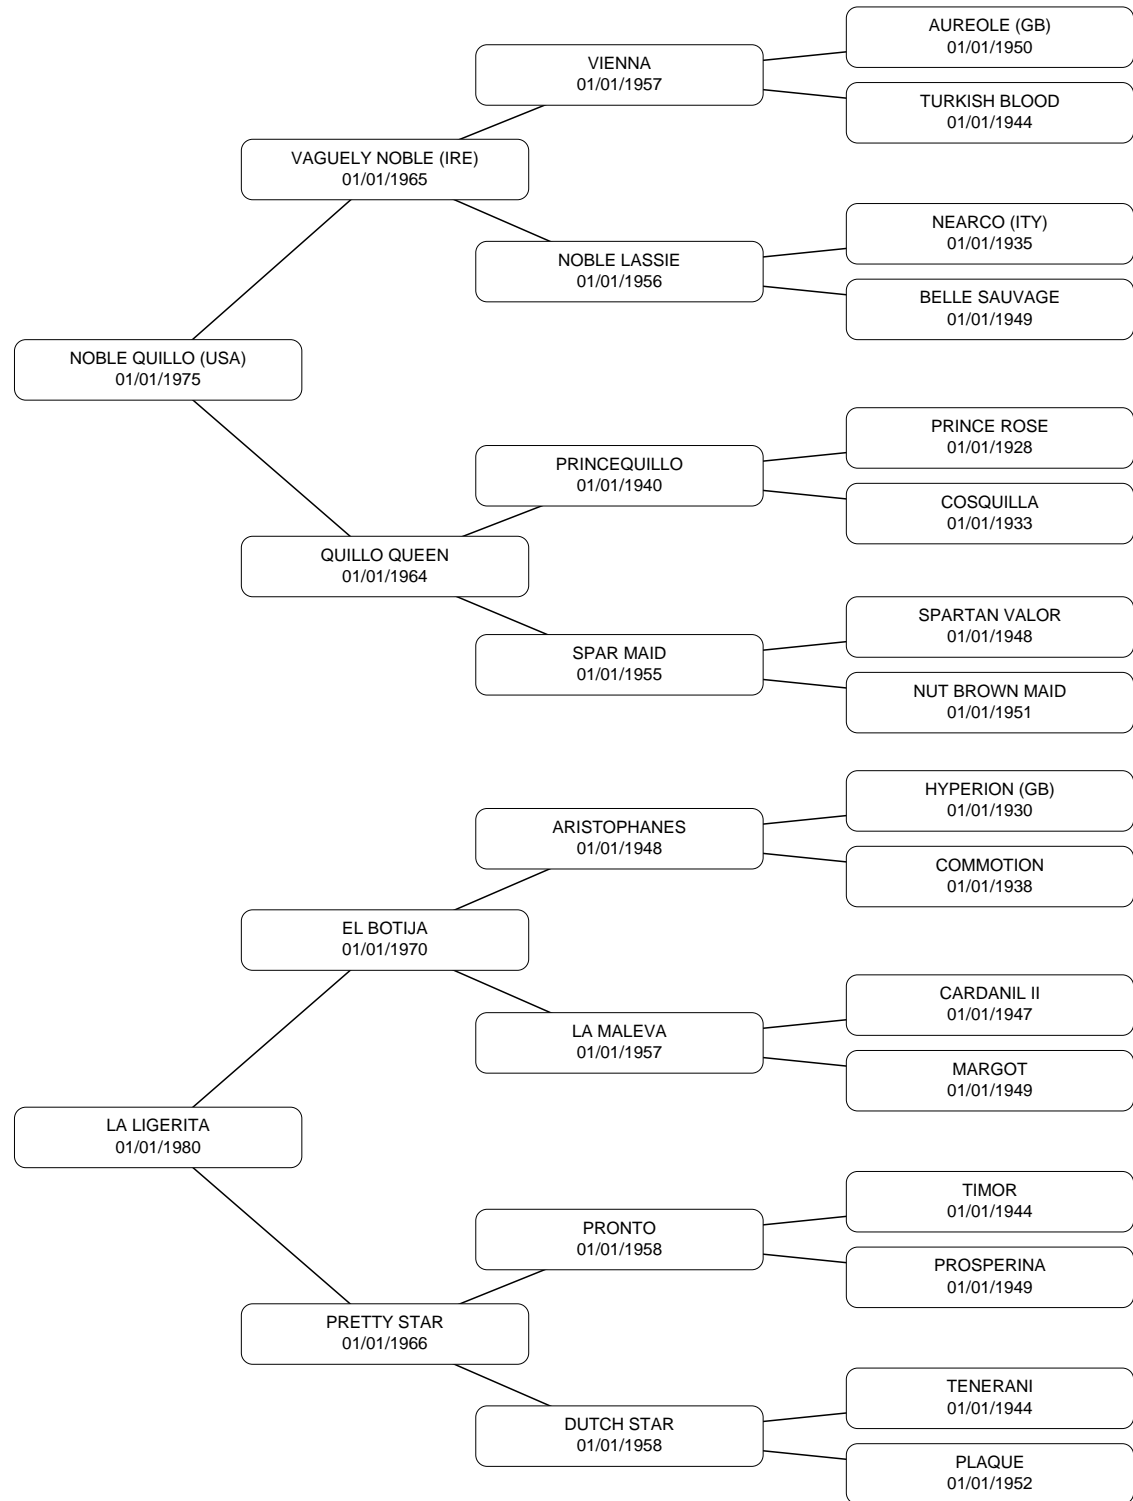 AUREOLE (GB)
01/01/1950
VIENNA
01/01/1957
TURKISH BLOOD
01/01/1944
VAGUELY NOBLE (IRE)
01/01/1965
NEARCO (ITY)
01/01/1935
NOBLE LASSIE
01/01/1956
BELLE SAUVAGE
01/01/1949
NOBLE QUILLO (USA)
01/01/1975
PRINCE ROSE
01/01/1928
PRINCEQUILLO
01/01/1940
COSQUILLA
01/01/1933
QUILLO QUEEN
01/01/1964
SPARTAN VALOR
01/01/1948
SPAR MAID
01/01/1955
NUT BROWN MAID
01/01/1951
HYPERION (GB)
01/01/1930
ARISTOPHANES
01/01/1948
COMMOTION
01/01/1938
EL BOTIJA
01/01/1970
CARDANIL II
01/01/1947
LA MALEVA
01/01/1957
MARGOT
01/01/1949
LA LIGERITA
01/01/1980
TIMOR
01/01/1944
PRONTO
01/01/1958
PROSPERINA
01/01/1949
PRETTY STAR
01/01/1966
TENERANI
01/01/1944
DUTCH STAR
01/01/1958
PLAQUE
01/01/1952